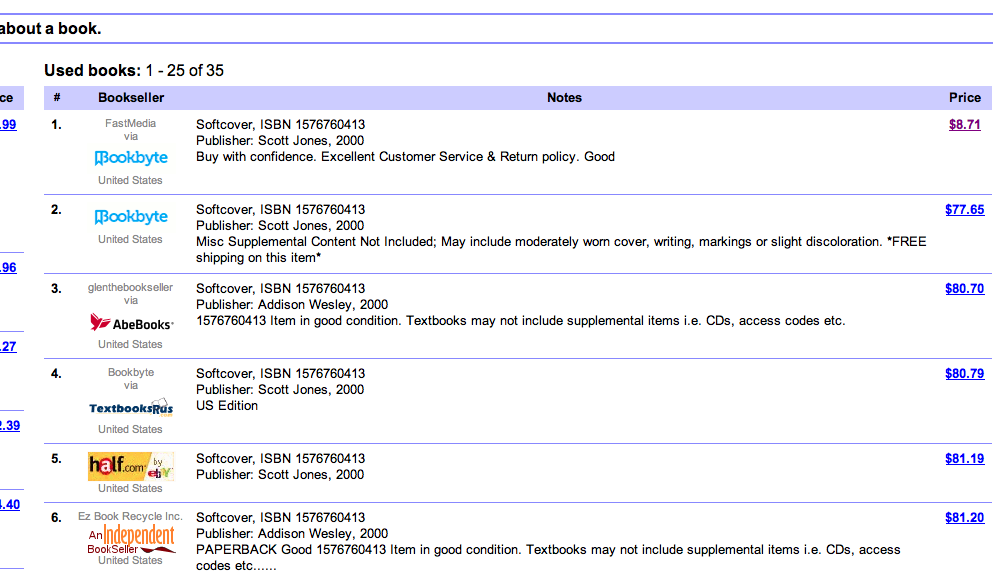 about a book.
Used books: 1 - 25 of 35
ce
# Bookseller Notes Price
.99
1. FastMedia
via
Bookbyte
United States
Softcover, ISBN 1576760413
Publisher: Scott Jones, 2000
Buy with confidence. Excellent Customer Service & Return policy. Good
$8.71
2. Bookbyte
United States
Softcover, ISBN 1576760413
Publisher: Scott Jones, 2000
Misc Supplemental Content Not Included; May include moderately worn cover, writing, markings or slight discoloration. *FREE
shipping on this item*
$77.65
.96
3. glenthebookseller
via
AbeBooks
United States
Softcover, ISBN 1576760413
Publisher: Addison Wesley, 2000
1576760413 Item in good condition. Textbooks may not include supplemental items i.e. CDs, access codes etc.
$80.70
.27
4. Bookbyte
via
TextbooksRus
United States
Softcover, ISBN 1576760413
Publisher: Scott Jones, 2000
US Edition
$80.79
2.39
5. half.com by ebY
United States
Softcover, ISBN 1576760413
Publisher: Scott Jones, 2000
$81.19
4.40
6. Ez Book Recycle Inc.
An Independent
BookSeller
United States
Softcover, ISBN 1576760413
Publisher: Addison Wesley, 2000
PAPERBACK Good 1576760413 Item in good condition. Textbooks may not include supplemental items i.e. CDs, access
codes etc......
$81.20